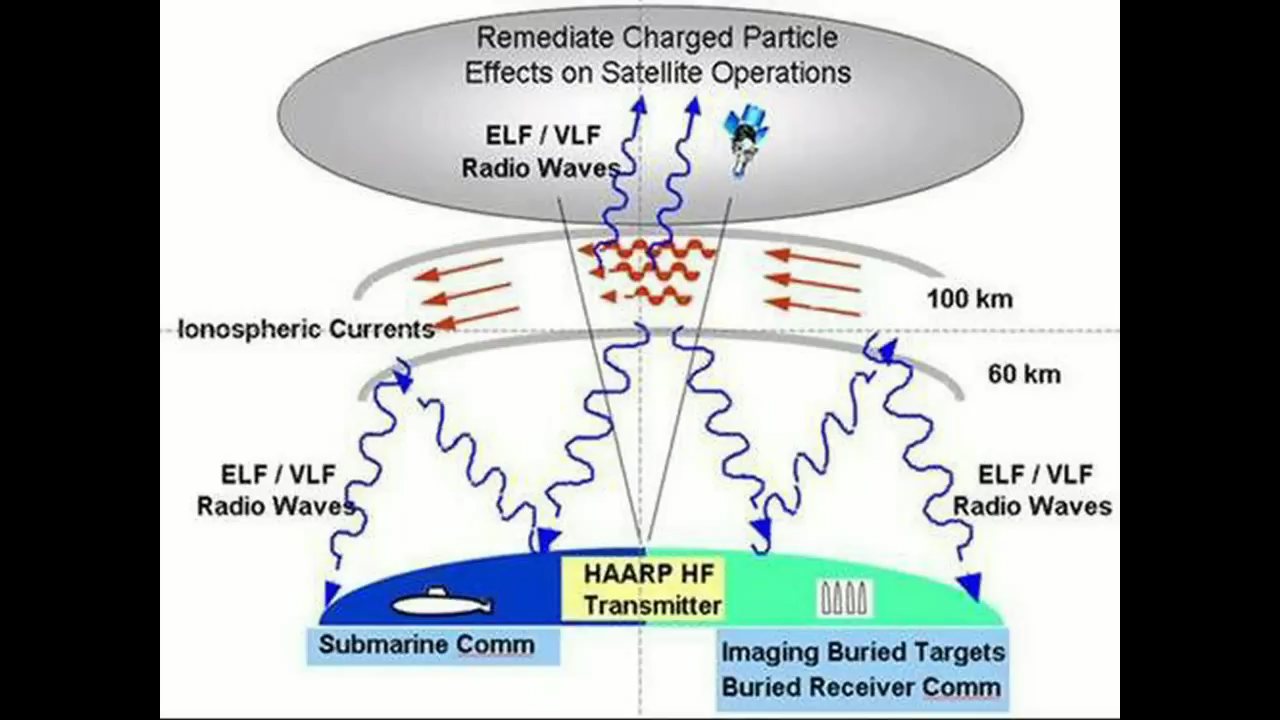 Remediate Charged Particle
Effects on Satellite Operations
ELF / VLF
Radio Waves
100 km
Ionospheric Currents
60 km
ELF / VLF
Radio Waves
ELF / VLF
Radio Waves
HAARP HF
Transmitter
Submarine Comm
Imaging Buried Targets
Buried Receiver Comm